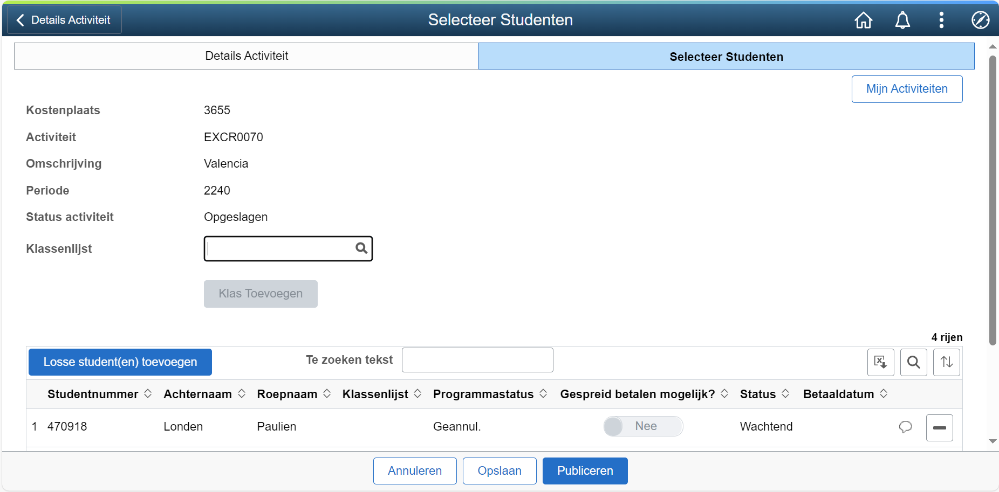 Details Activiteit
Selecteer Studenten
Details Activiteit
Selecteer Studenten
Mijn Activiteiten
Kostenplaats 3655
Activiteit EXCR0070
Omschrijving Valencia
Periode 2240
Status activiteit Opgeslagen
Klassenlijst
Klas Toevoegen
4 rijen
Losse student(en) toevoegen Te zoeken tekst
Studentnummer Achternaam Roepnaam Klassenlijst Programmastatus Gespreid betalen mogelijk? Status Betaaldatum
1 470918 Londen Paulien Geannul. Nee Wachtend
Annuleren Opslaan Publiceren